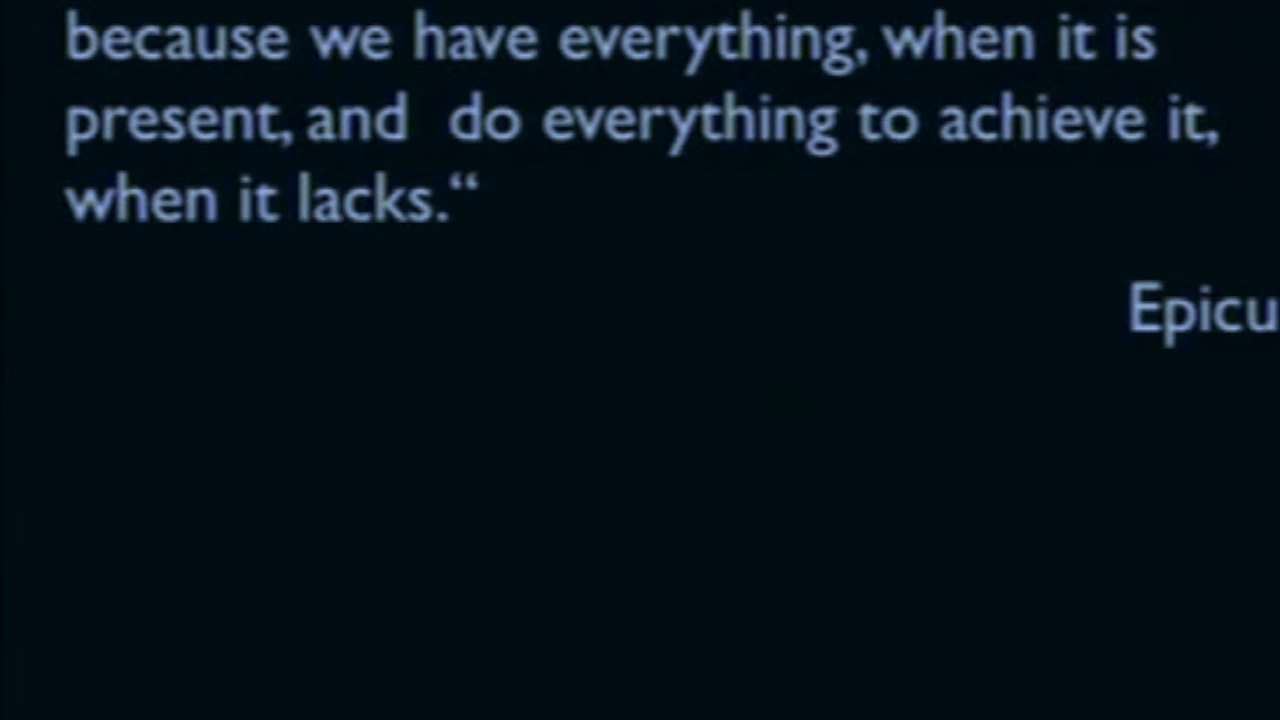 because we have everything, when it is
present, and  do everything to achieve it,
when it lacks.“
Epicu